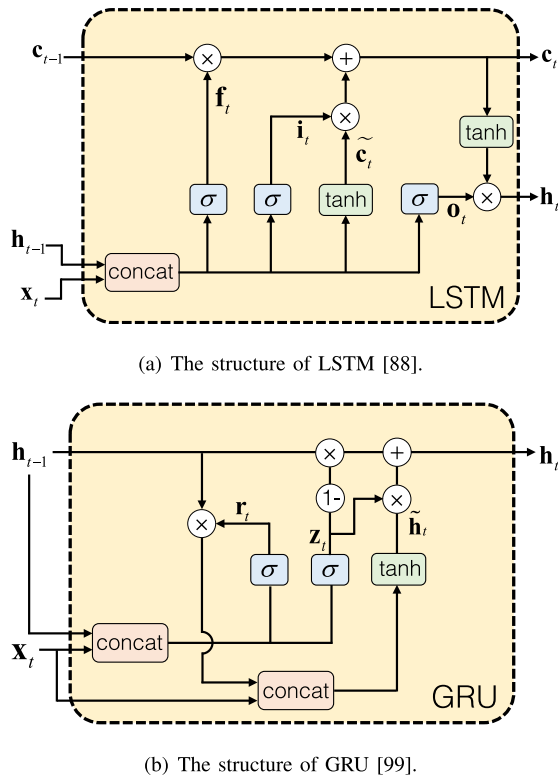 c_{t-1} × + c_t
f_t
i_t × tanh
c̃_t
σ σ tanh σ o_t × h_t
h_{t-1}
concat
x_t
LSTM
(a) The structure of LSTM [88].
h_{t-1} × + h_t
r_t 1- ×
× z_t h̃_t
σ σ tanh
x_t concat
concat
GRU
(b) The structure of GRU [99].